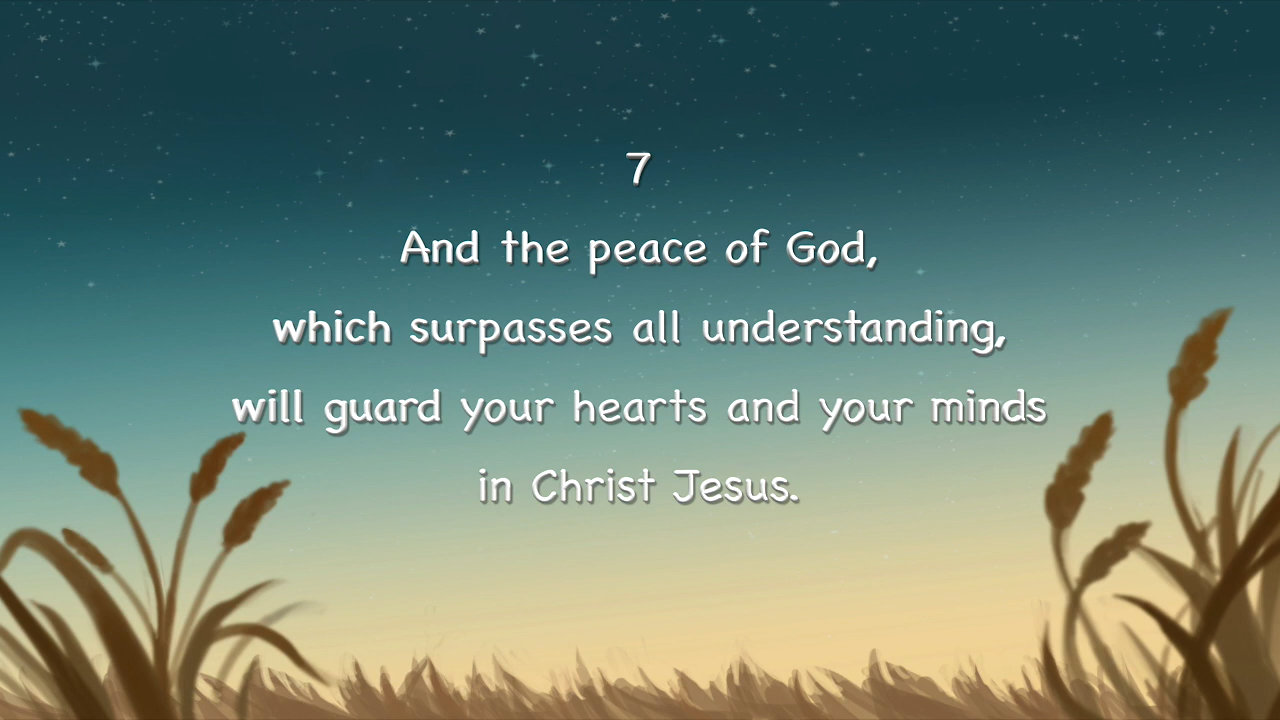 7
And the peace of God,
which surpasses all understanding,
will guard your hearts and your minds
in Christ Jesus.